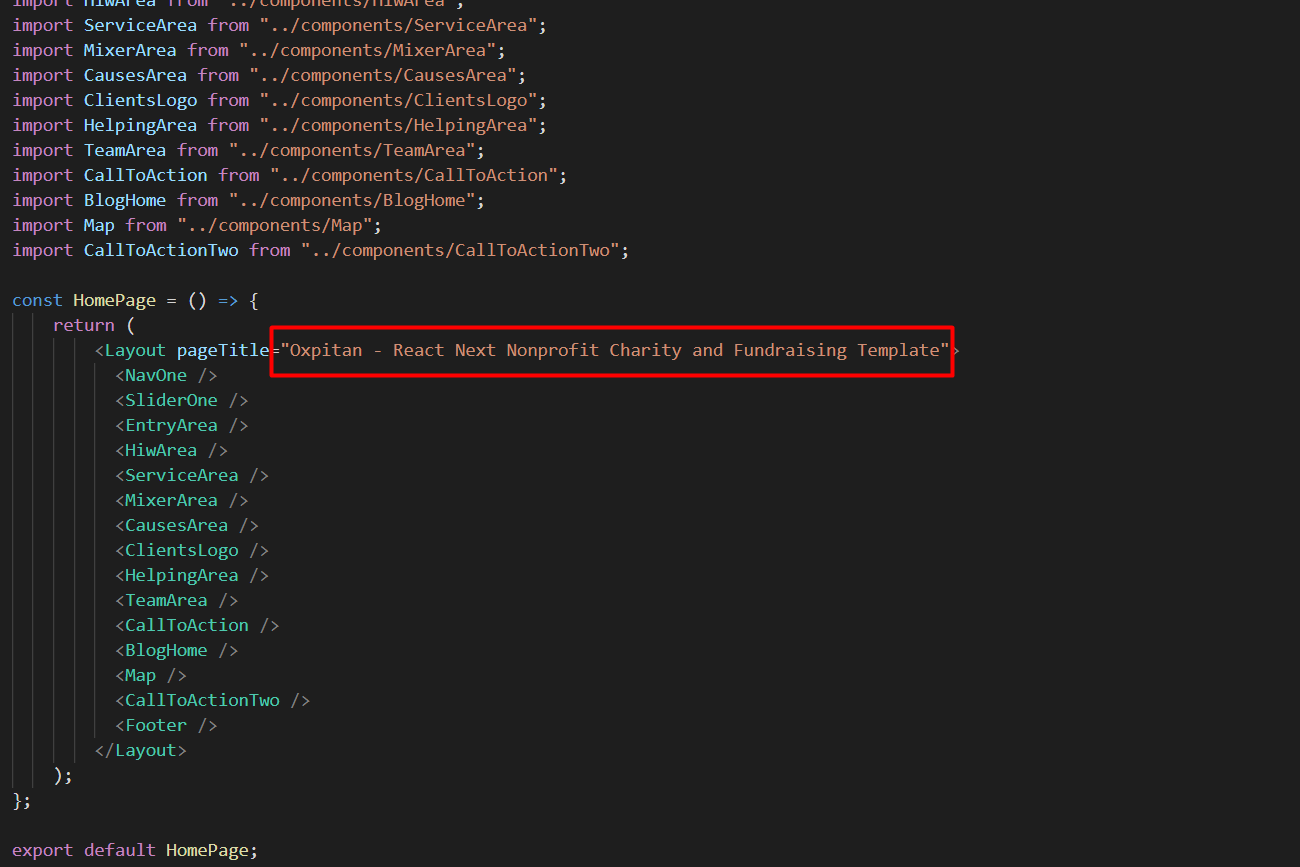 import HiwArea from "../components/HiwArea";
import ServiceArea from "../components/ServiceArea";
import MixerArea from "../components/MixerArea";
import CausesArea from "../components/CausesArea";
import ClientsLogo from "../components/ClientsLogo";
import HelpingArea from "../components/HelpingArea";
import TeamArea from "../components/TeamArea";
import CallToAction from "../components/CallToAction";
import BlogHome from "../components/BlogHome";
import Map from "../components/Map";
import CallToActionTwo from "../components/CallToActionTwo";

const HomePage = () => {
    return (
        <Layout pageTitle="Oxpitan - React Next Nonprofit Charity and Fundraising Template">
          <NavOne />
          <SliderOne />
          <EntryArea />
          <HiwArea />
          <ServiceArea />
          <MixerArea />
          <CausesArea />
          <ClientsLogo />
          <HelpingArea />
          <TeamArea />
          <CallToAction />
          <BlogHome />
          <Map />
          <CallToActionTwo />
          <Footer />
        </Layout>
    );
};

export default HomePage;